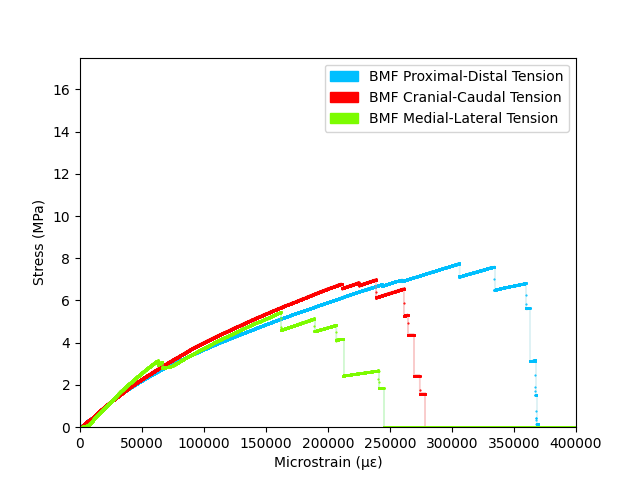 BMF Proximal-Distal Tension
BMF Cranial-Caudal Tension
BMF Medial-Lateral Tension
Stress (MPa)
16
14
12
10
8
6
4
2
0
0 50000 100000 150000 200000 250000 300000 350000 400000
Microstrain (με)